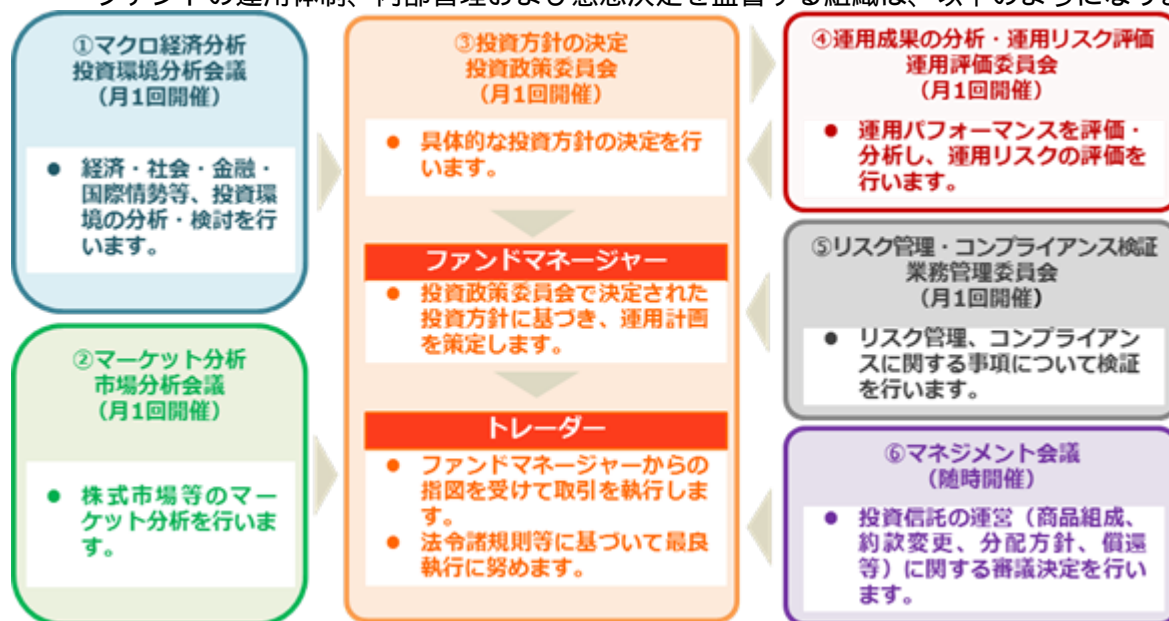 ①マクロ経済分析
投資環境分析会議
（月1回開催）
● 経済・社会・金融・
国際情勢等、投資環
境の分析・検討を行
います。
②マーケット分析
市場分析会議
（月1回開催）
● 株式市場等のマー
ケット分析を行いま
す。
③投資方針の決定
投資政策委員会
（月1回開催）
● 具体的な投資方針の決定を行
います。
ファンドマネージャー
● 投資政策委員会で決定された
投資方針に基づき、運用計画
を策定します。
トレーダー
● ファンドマネージャーからの
指図を受けて取引を執行しま
す。
● 法令諸規則等に基づいて最良
執行に努めます。
④運用成果の分析・運用リスク評価
運用評価委員会
（月1回開催）
● 運用パフォーマンスを評価・
分析し、運用リスクの評価を
行います。
⑤リスク管理・コンプライアンス検証
業務管理委員会
（月1回開催）
● リスク管理、コンプライアン
スに関する事項について検証
を行います。
⑥マネジメント会議
（随時開催）
● 投資信託の運営（商品組成、
約款変更、分配方針、償還
等）に関する審議決定を行い
ます。